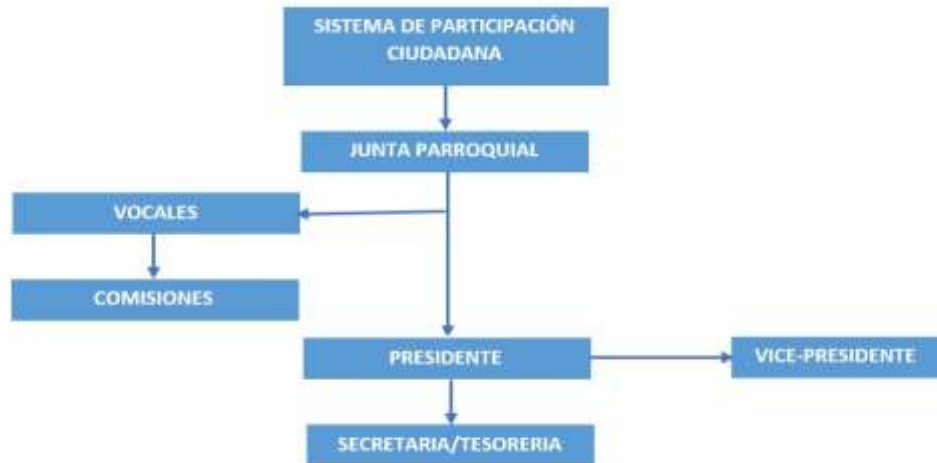 SISTEMA DE PARTICIPACIÓN
CIUDADANA
JUNTA PARROQUIAL
VOCALES
COMISIONES
PRESIDENTE
VICE-PRESIDENTE
SECRETARIA/TESORERIA